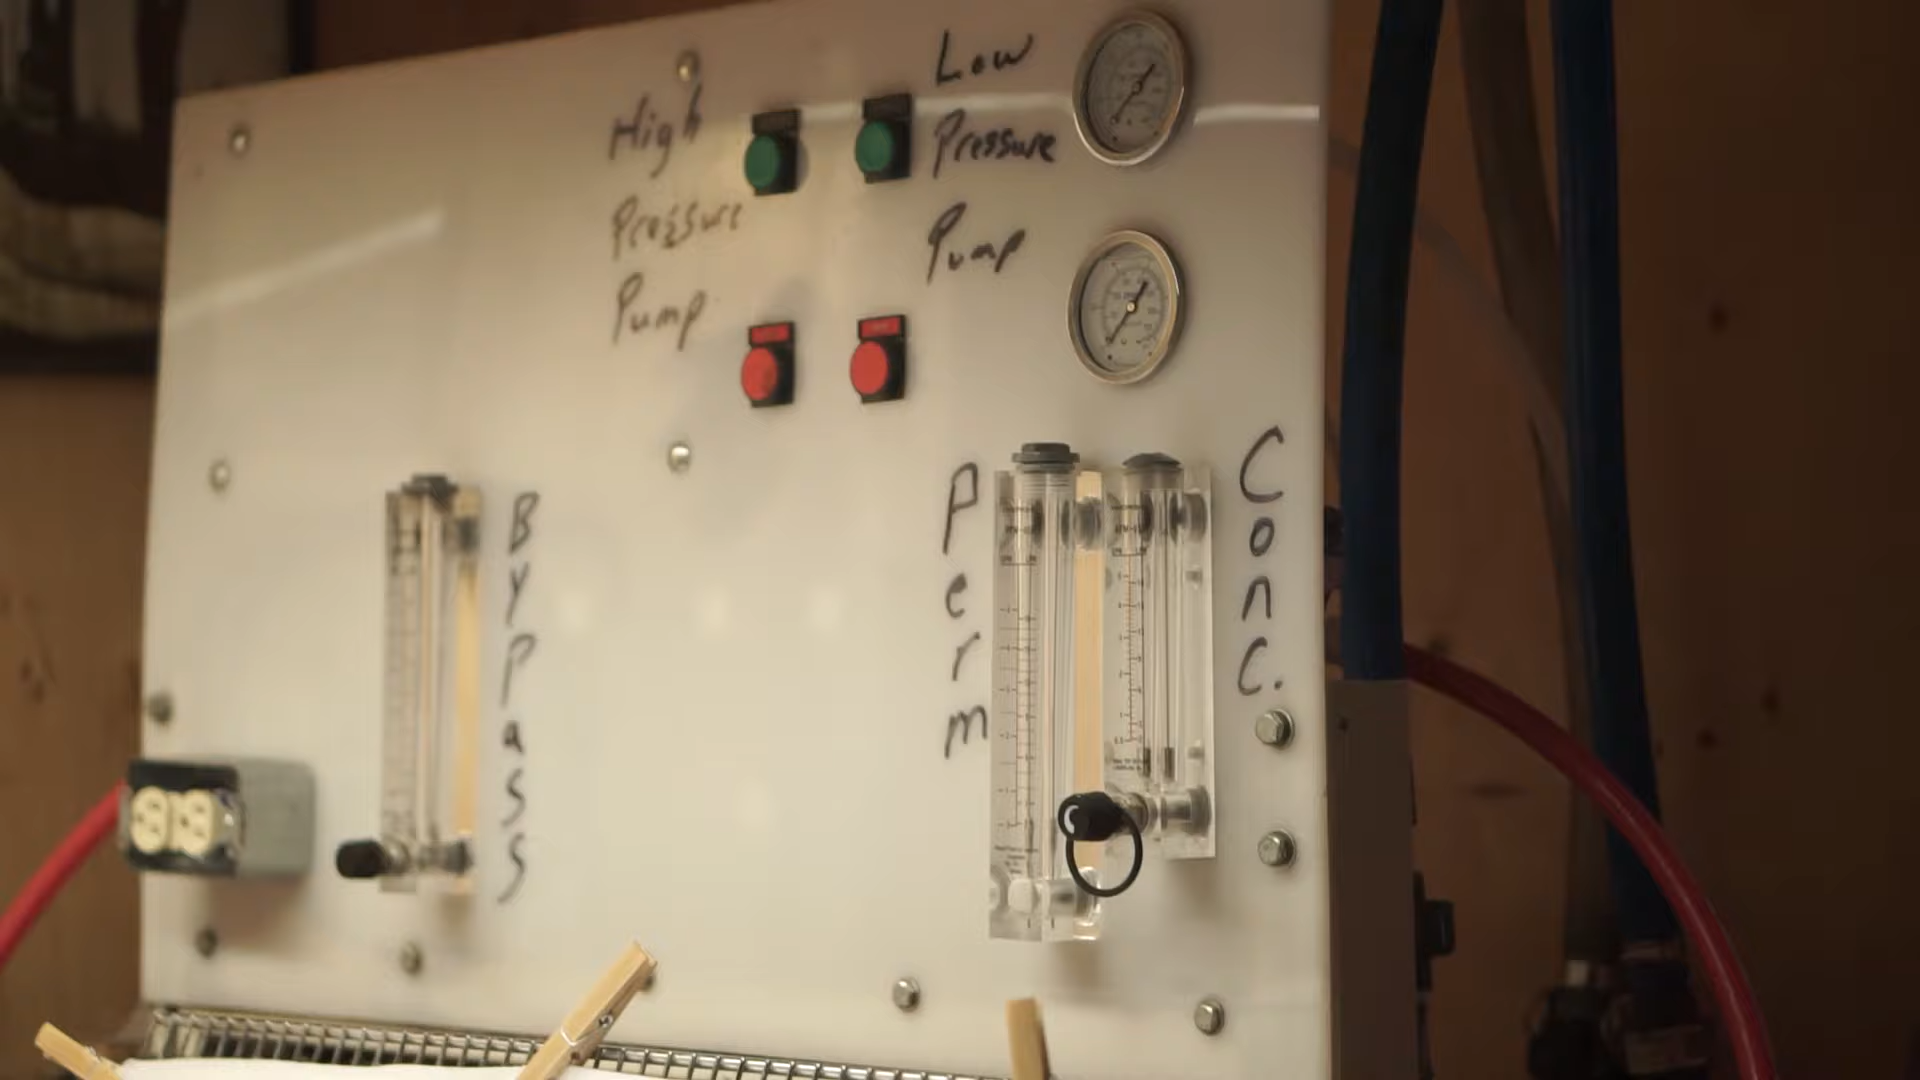 High
Pressure
Pump
Low
Pressure
Pump
Bypass
Perm
Conc.